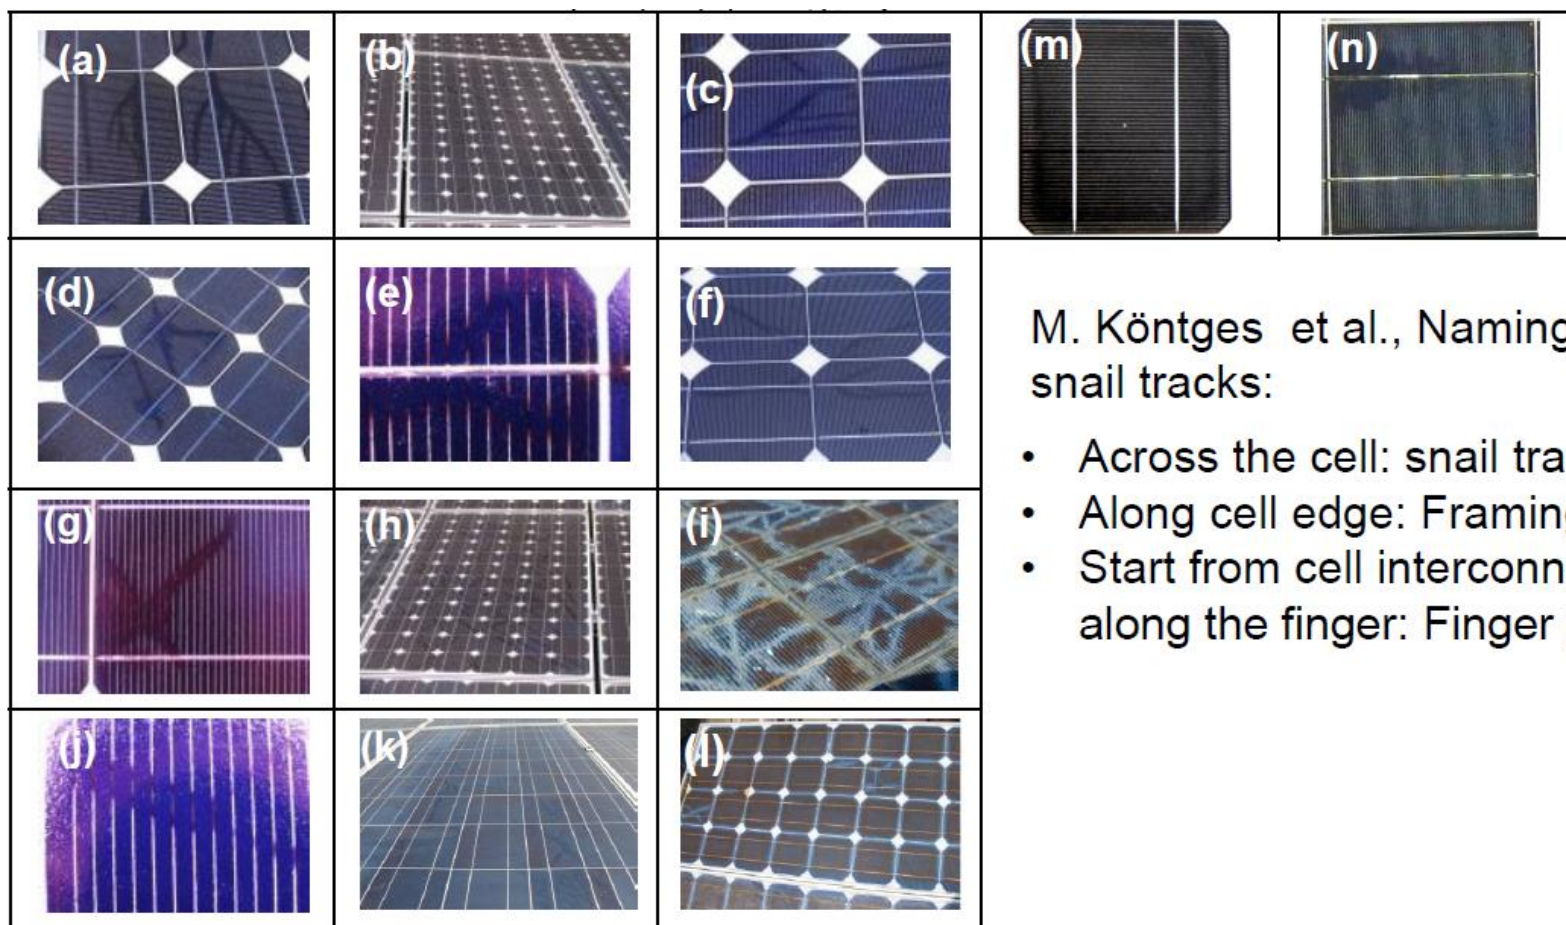 (a)
(b)
(c)
(m)
(n)
(d)
(e)
(f)
(g)
(h)
(i)
(j)
(k)
(l)
M. Köntges et al., Naming
snail tracks:
• Across the cell: snail tra
• Along cell edge: Framing
• Start from cell interconn
along the finger: Finger